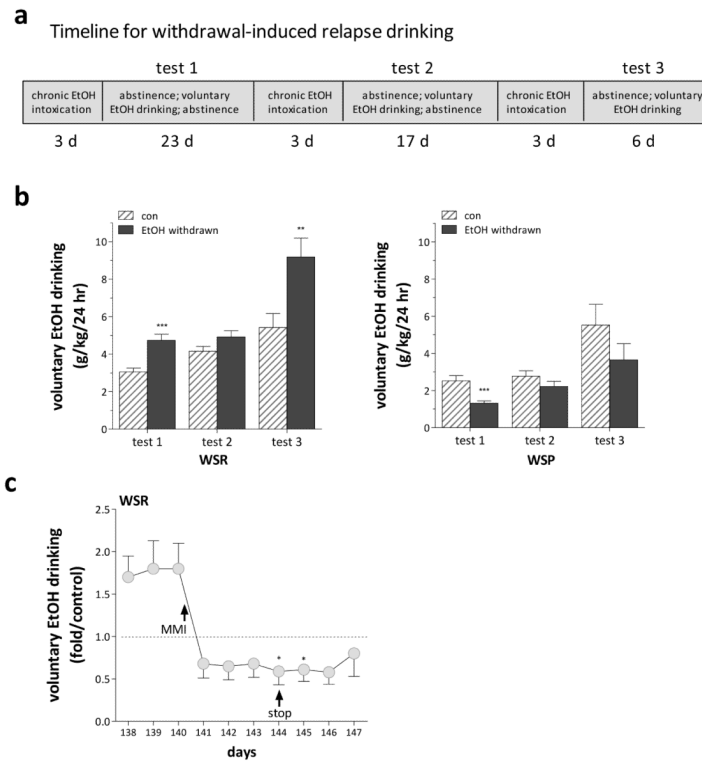 a
Timeline for withdrawal-induced relapse drinking
test 1 test 2 test 3
chronic EtOH abstinence; voluntary chronic EtOH abstinence; voluntary chronic EtOH abstinence; voluntary
intoxication EtOH drinking; abstinence intoxication EtOH drinking; abstinence intoxication EtOH drinking
3 d 23 d 3 d 17 d 3 d 6 d
b
con
EtOH withdrawn
voluntary EtOH drinking
(g/kg/24 hr)
10
8
6
4
2
0
***
**
test 1 test 2 test 3
WSR
con
EtOH withdrawn
voluntary EtOH drinking
(g/kg/24 hr)
10
8
6
4
2
0
***
test 1 test 2 test 3
WSP
c
WSR
voluntary EtOH drinking
(fold/control)
2.5
2.0
1.5
1.0
0.5
0.0
MMI
* *
stop
138 139 140 141 142 143 144 145 146 147
days